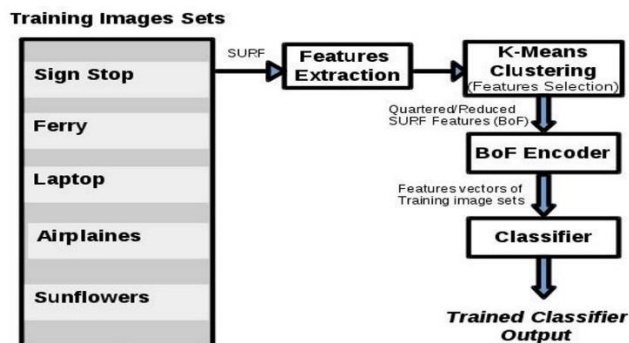 Training Images Sets
Sign Stop
Ferry
Laptop
Airplaines
Sunflowers
SURF
Features
Extraction
K-Means
Clustering
(Features Selection)
Quartered/Reduced
SURF Features (BoF)
BoF Encoder
Features vectors of
Training image sets
Classifier
Trained Classifier
Output